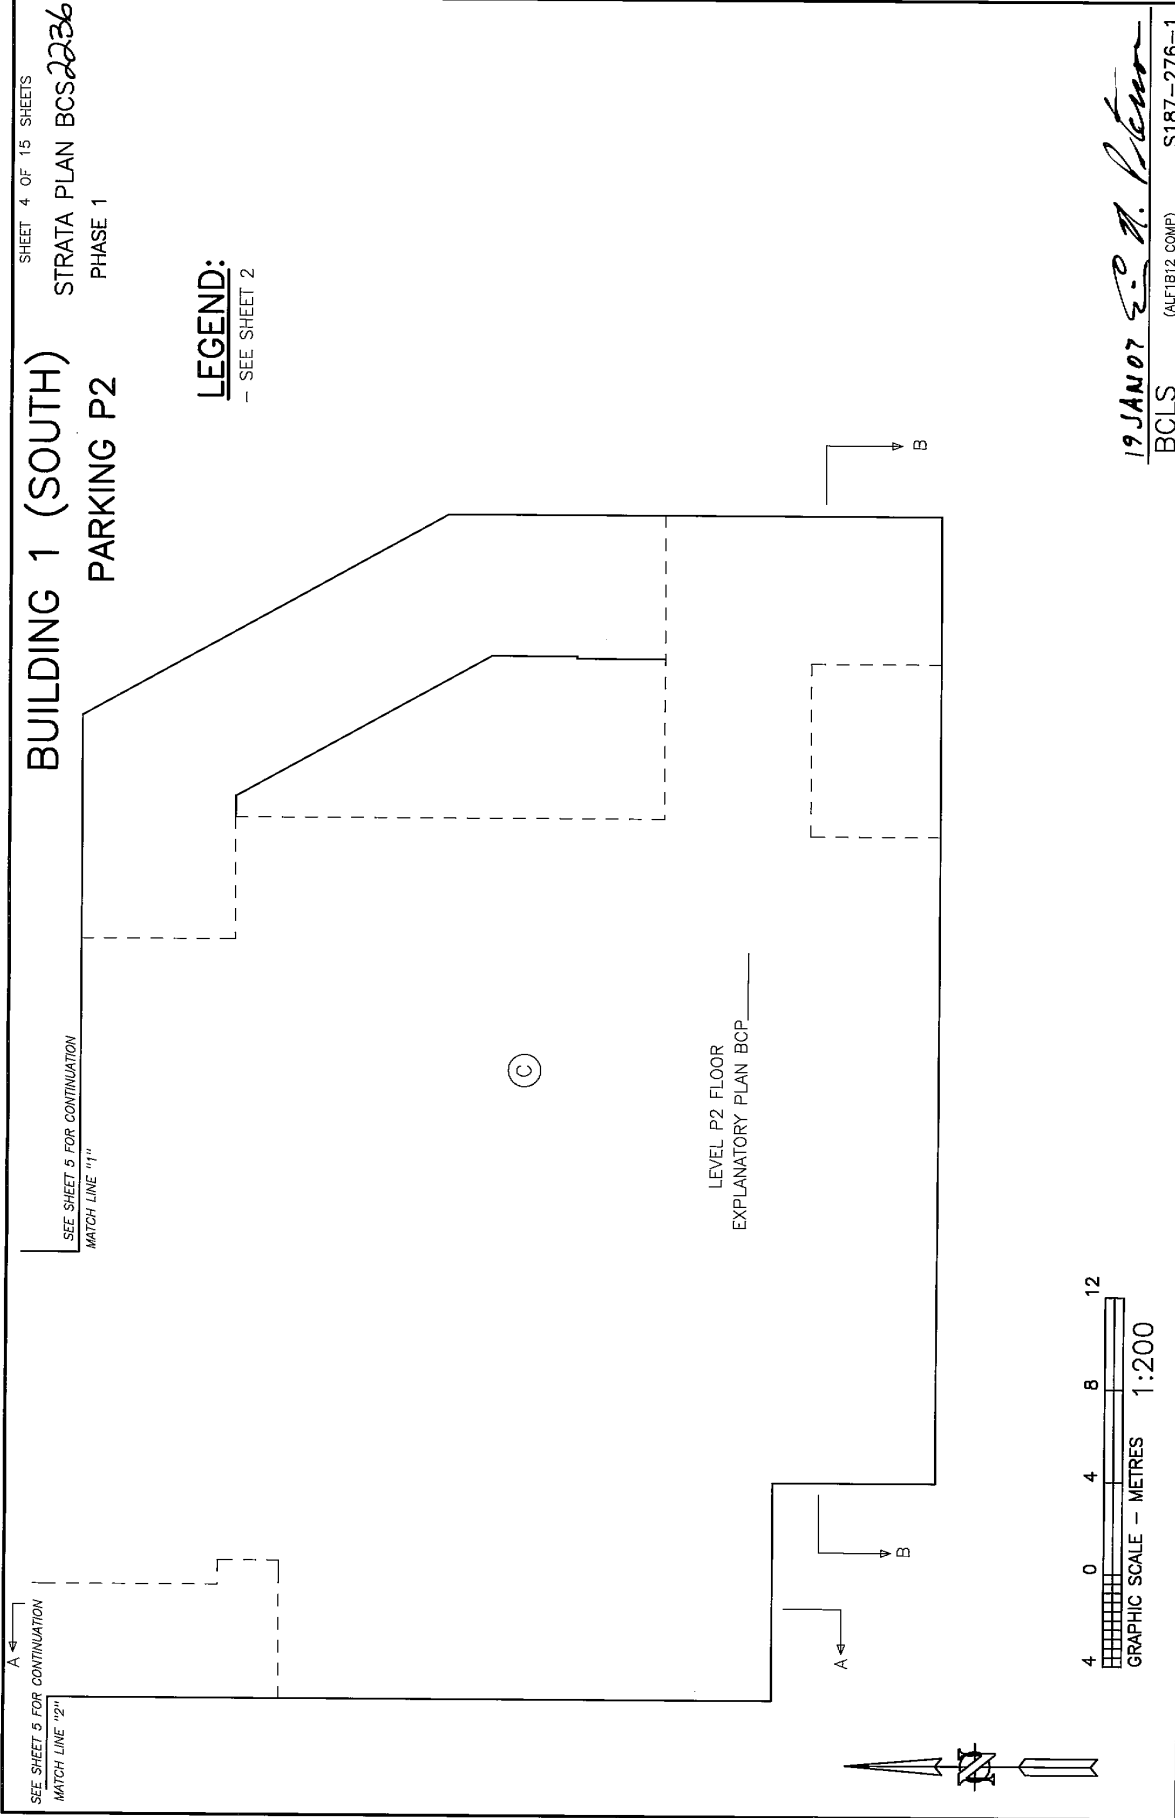 SHEET 4 OF 15 SHEETS
BUILDING 1 (SOUTH)
STRATA PLAN BCS2236
PARKING P2
PHASE 1
LEGEND:
- SEE SHEET 2
SEE SHEET 5 FOR CONTINUATION
MATCH LINE "2"
A
SEE SHEET 5 FOR CONTINUATION
MATCH LINE "1"
C
LEVEL P2 FLOOR
EXPLANATORY PLAN BCP____
A
B
B
N
4 0 4 8 12
GRAPHIC SCALE - METRES 1:200
19 JAN 07
BCLS
(ALF1B12 COMP)
S187-276-1